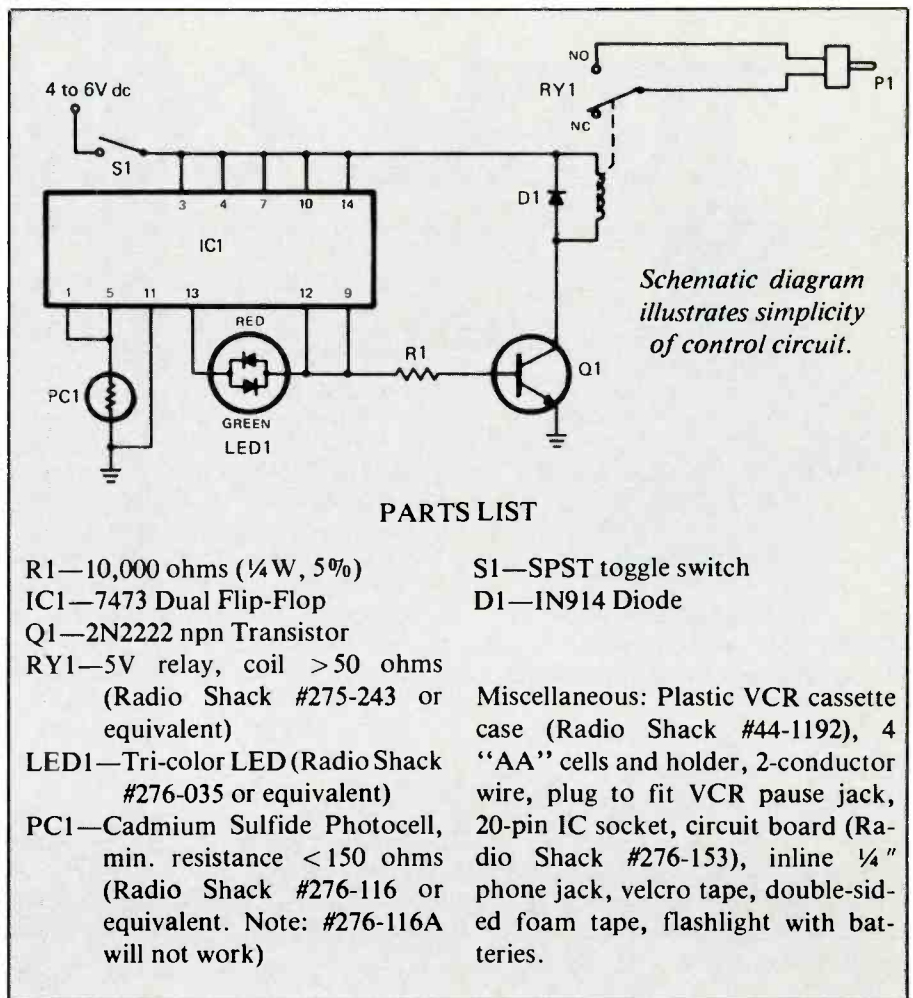 4 to 6V dc
S1
NO
RY1
NC
P1
3 4 7 10 14
D1
IC1
1 5 11 13 12 9
RED
R1
Q1
PC1
GREEN
LED1
Schematic diagram
illustrates simplicity
of control circuit.
PARTS LIST
R1—10,000 ohms (¼W, 5%)
IC1—7473 Dual Flip-Flop
Q1—2N2222 npn Transistor
RY1—5V relay, coil >50 ohms
(Radio Shack #275-243 or
equivalent)
LED1—Tri-color LED (Radio Shack
#276-035 or equivalent)
PC1—Cadmium Sulfide Photocell,
min. resistance <150 ohms
(Radio Shack #276-116 or
equivalent. Note: #276-116A
will not work)
S1—SPST toggle switch
D1—IN914 Diode
Miscellaneous: Plastic VCR cassette
case (Radio Shack #44-1192), 4
“AA” cells and holder, 2-conductor
wire, plug to fit VCR pause jack,
20-pin IC socket, circuit board (Ra-
dio Shack #276-153), inline ¼"
phone jack, velcro tape, double-sid-
ed foam tape, flashlight with bat-
teries.